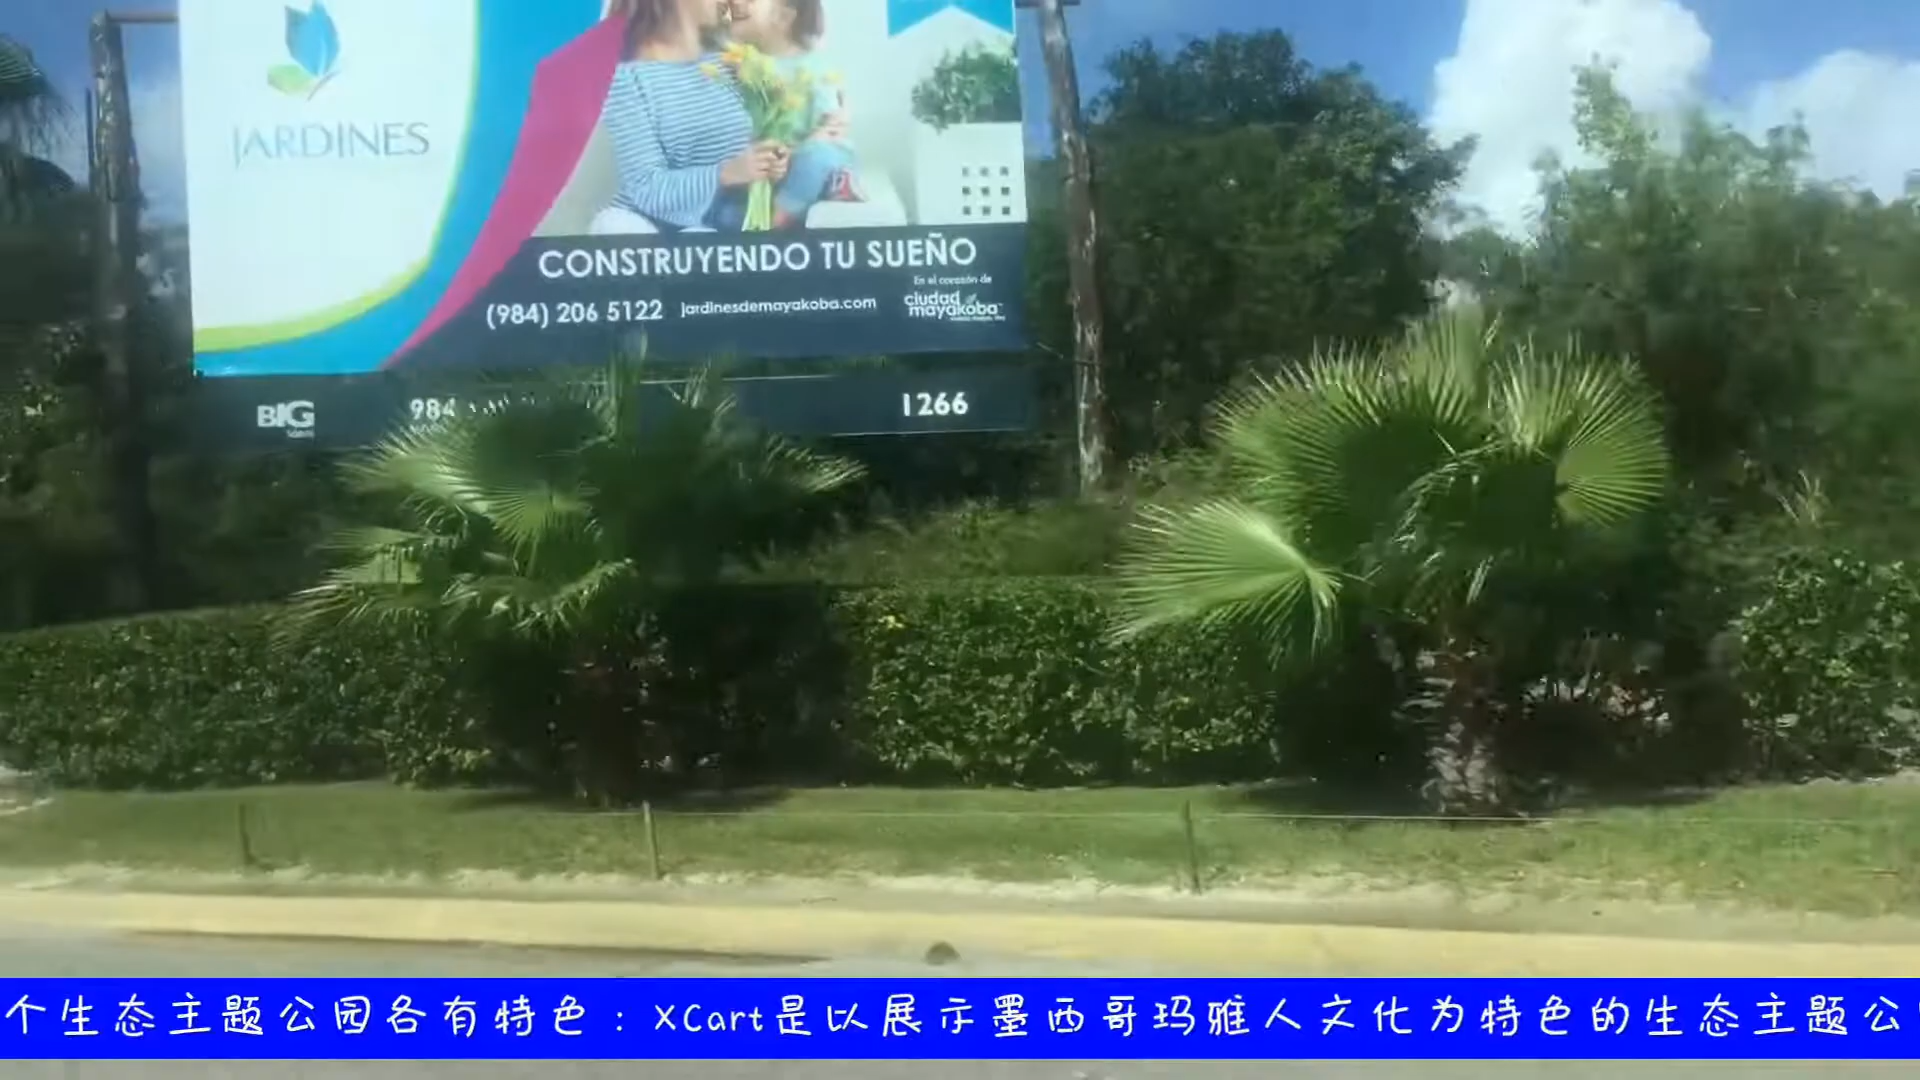 JARDINES
CONSTRUYENDO TU SUEÑO
En el corazón de
(984) 206 5122 jardinesdemayakoba.com ciudad mayakoba
BIG 984 1266
个生态主题公园各有特色：XCart是以展示墨西哥玛雅人文化为特色的生态主题公